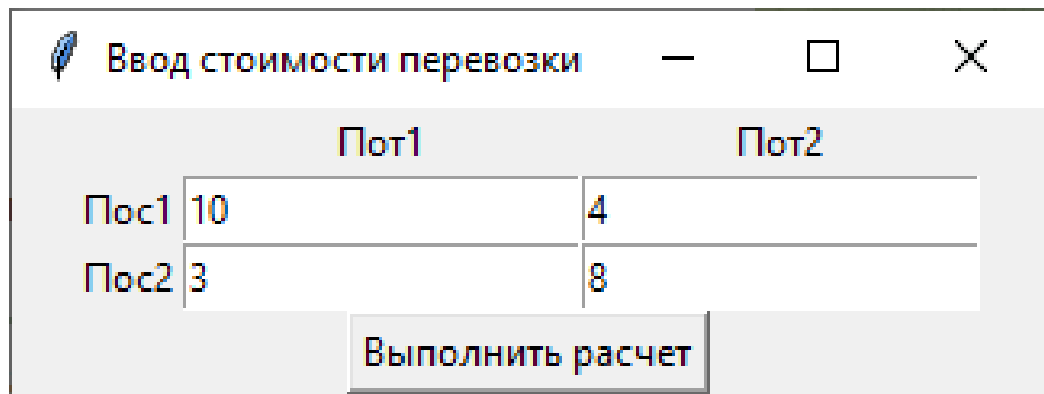 Ввод стоимости перевозки
Пот1 Пот2
Пос1 10 4
Пос2 3 8
Выполнить расчет